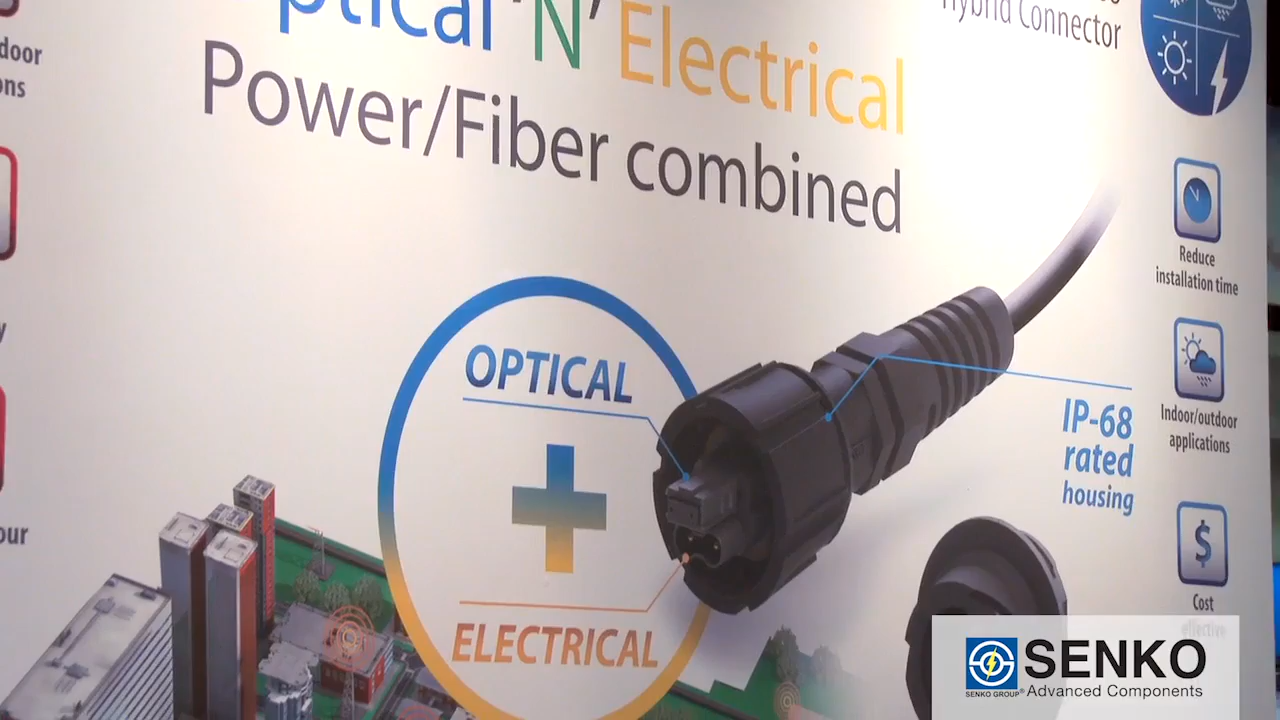 ptical 'N' Electrical
Power/Fiber combined
Hybrid Connector
door
ons
our
OPTICAL
ELECTRICAL
IP-68
rated
housing
Reduce
installation time
Indoor/outdoor
applications
$
Cost
effective
SENKO
SENKO GROUP®
Advanced Components